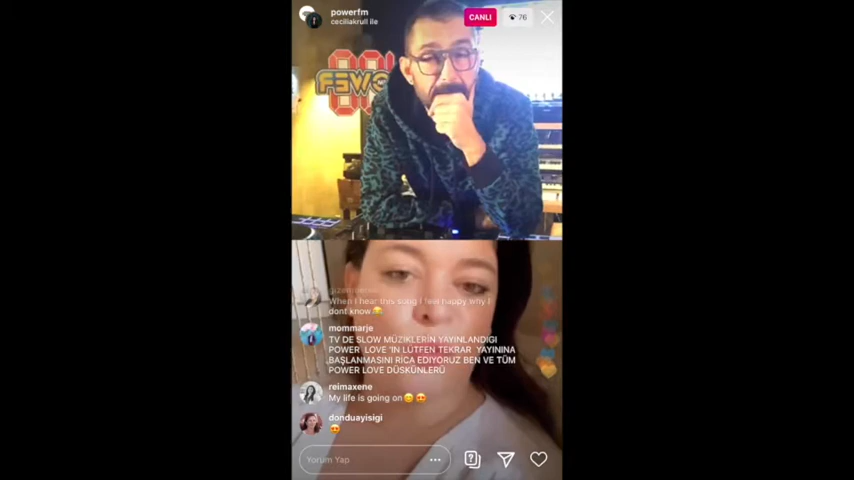 powerfm
ceciliakrull ile
CANLI
76
When I hear this song I feel happy why I
dont know😂
mommarje
TV DE SLOW MÜZIKLERIN YAYINLANDIGI
POWER LOVE 'IN LÜTFEN TEKRAR YAYININA
BAŞLANMASINI RICA EDIYORUZ BEN VE TÜM
POWER LOVE DÜSKÜNLERÜ
reimaxene
My life is going on😊😍
donduayisigi
😍
Yorum Yap